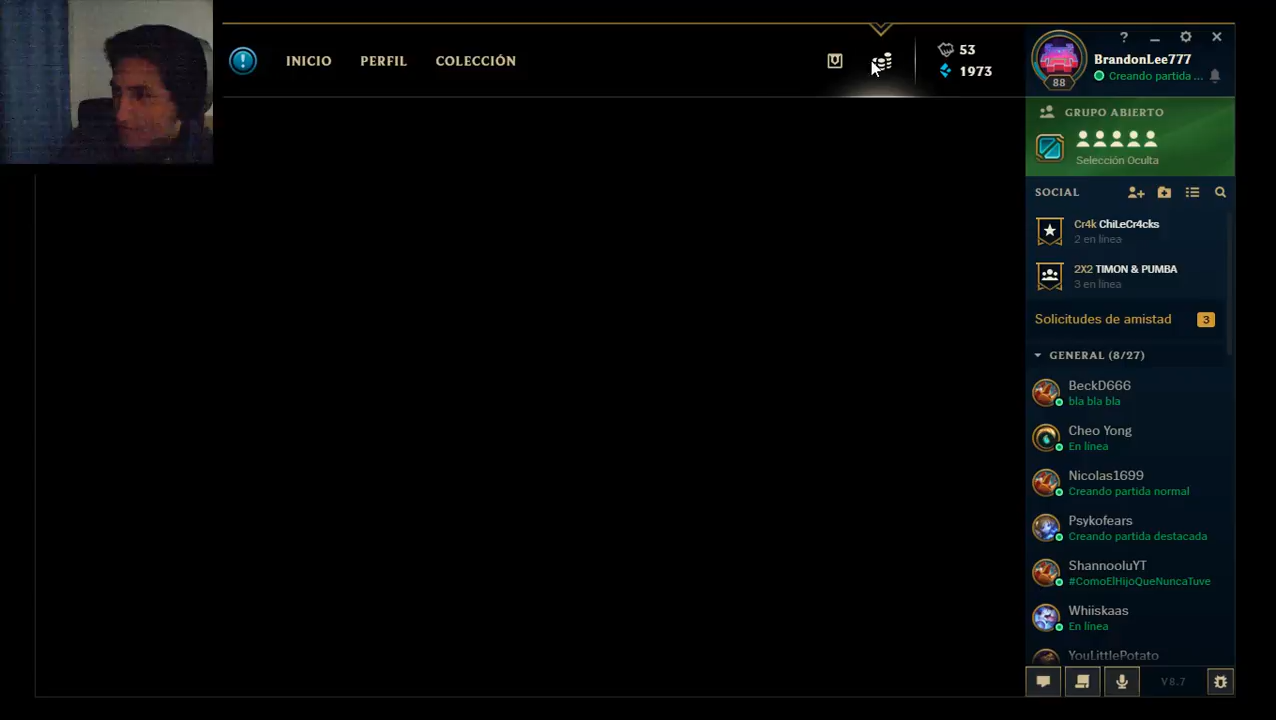 INICIO
PERFIL
COLECCIÓN
53
1973
?
88
BrandonLee777
Creando partida ...
GRUPO ABIERTO
Selección Oculta
SOCIAL
Cr4k ChiLeCr4cks
2 en línea
2X2 TIMON & PUMBA
3 en línea
Solicitudes de amistad 3
GENERAL (8/27)
BeckD666
bla bla bla
Cheo Yong
En línea
Nicolas1699
Creando partida normal
Psykofears
Creando partida destacada
ShannooluYT
#ComoElHijoQueNuncaTuve
Whiiskaas
En línea
YouLittlePotato
V8.7